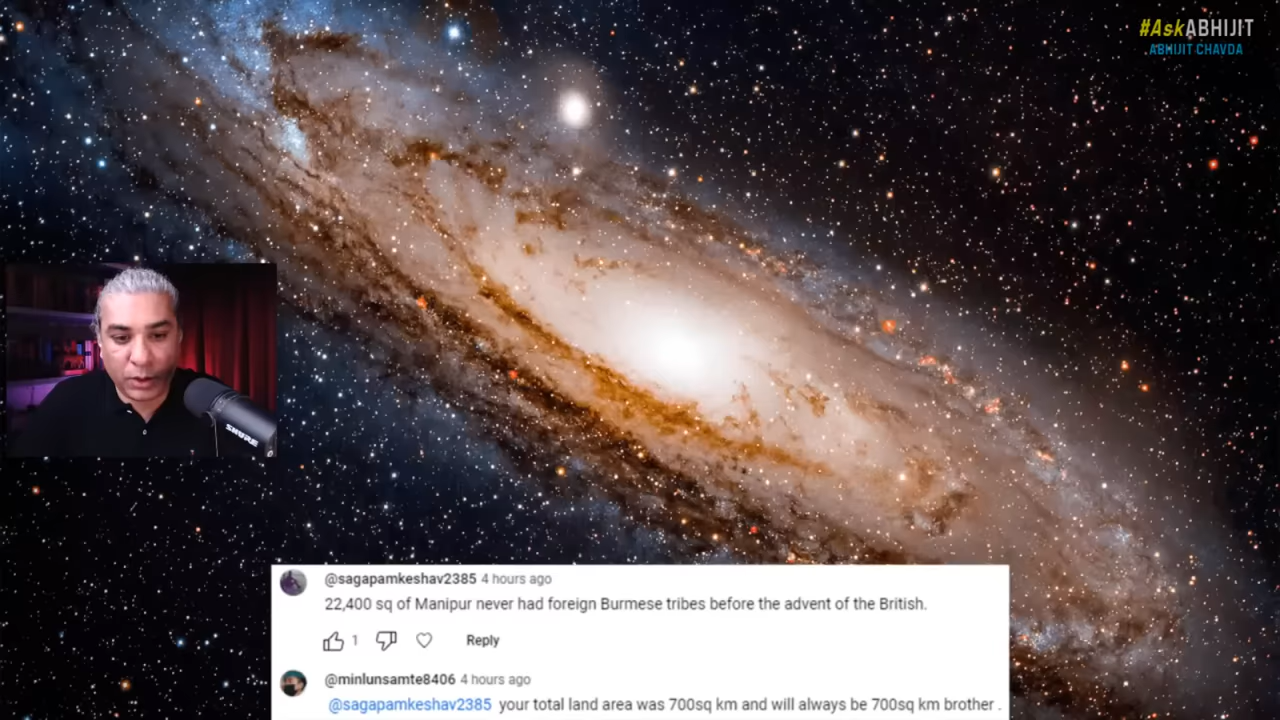 #AskABHIJIT
ABHIJIT CHAVDA
SHURE
@sagapamkeshav2385 4 hours ago
22,400 sq of Manipur never had foreign Burmese tribes before the advent of the British.
1 Reply
@minlunsamte8406 4 hours ago
@sagapamkeshav2385 your total land area was 700sq km and will always be 700sq km brother .